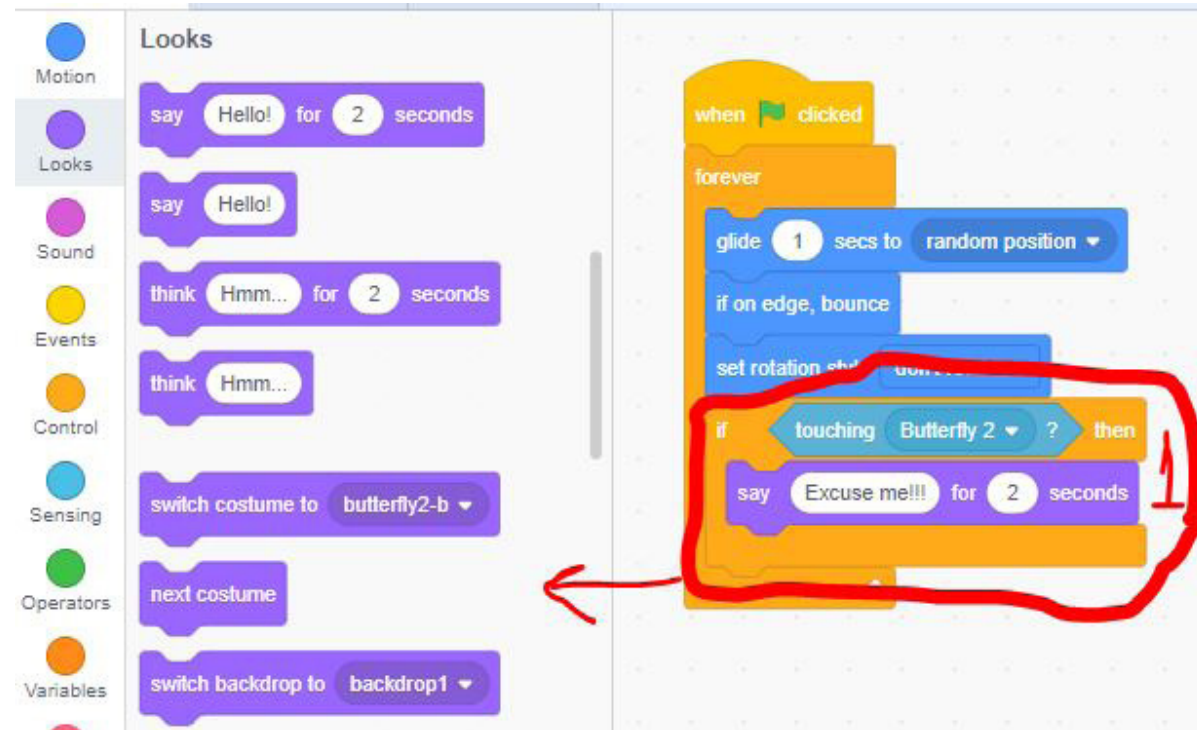 Motion
Looks
Sound
Events
Control
Sensing
Operators
Variables
Looks
say Hello! for 2 seconds
say Hello!
think Hmm... for 2 seconds
think Hmm...
switch costume to butterfly2-b
next costume
switch backdrop to backdrop1
when clicked
forever
glide 1 secs to random position
if on edge, bounce
set rotation
if touching Butterfly 2 ? then
say Excuse me!!! for 2 seconds
1